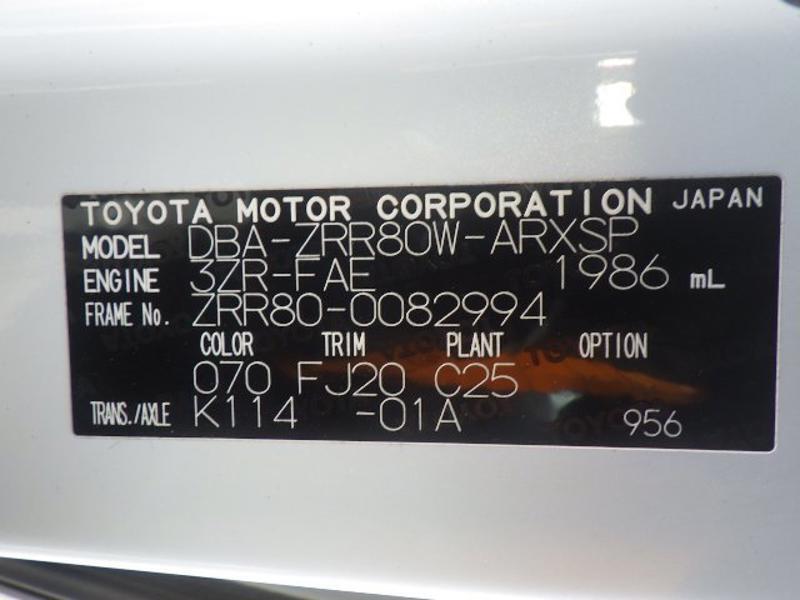 TOYOTA MOTOR CORPORATION JAPAN
MODEL DBA-ZRR80W-ARXSP
ENGINE 3ZR-FAE 1986 mL
FRAME No. ZRR80-0082994
COLOR TRIM PLANT OPTION
070 FJ20 C25
TRANS./AXLE K114 -01A 956